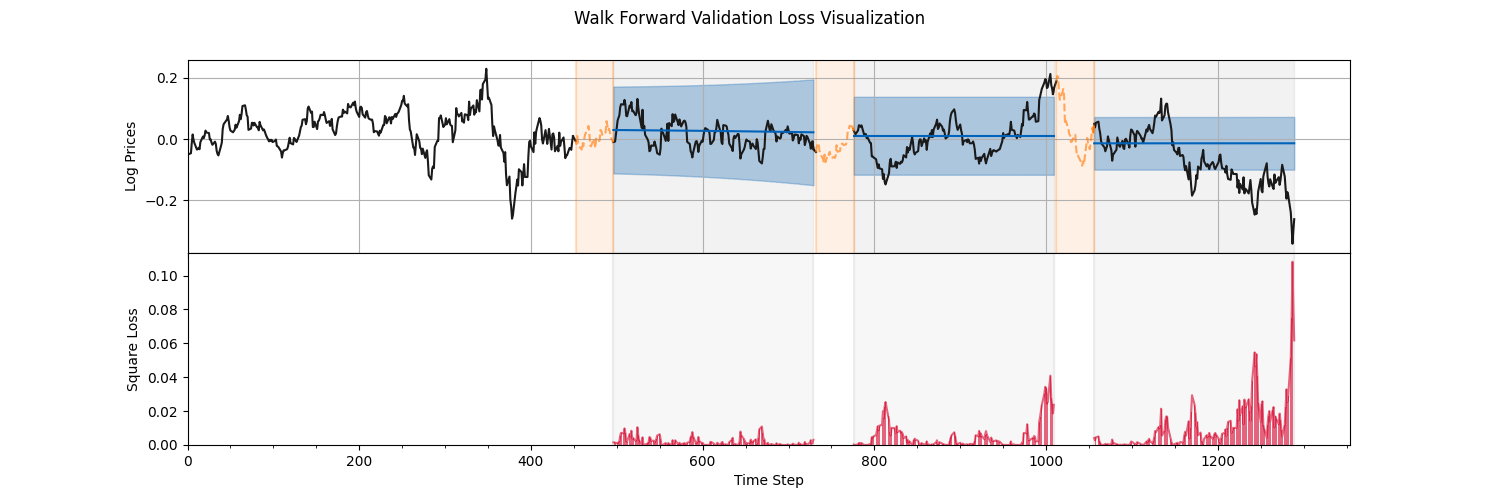 Walk Forward Validation Loss Visualization
Log Prices
0.2
0.0
−0.2
Square Loss
0.10
0.08
0.06
0.04
0.02
0.00
0 200 400 600 800 1000 1200
Time Step